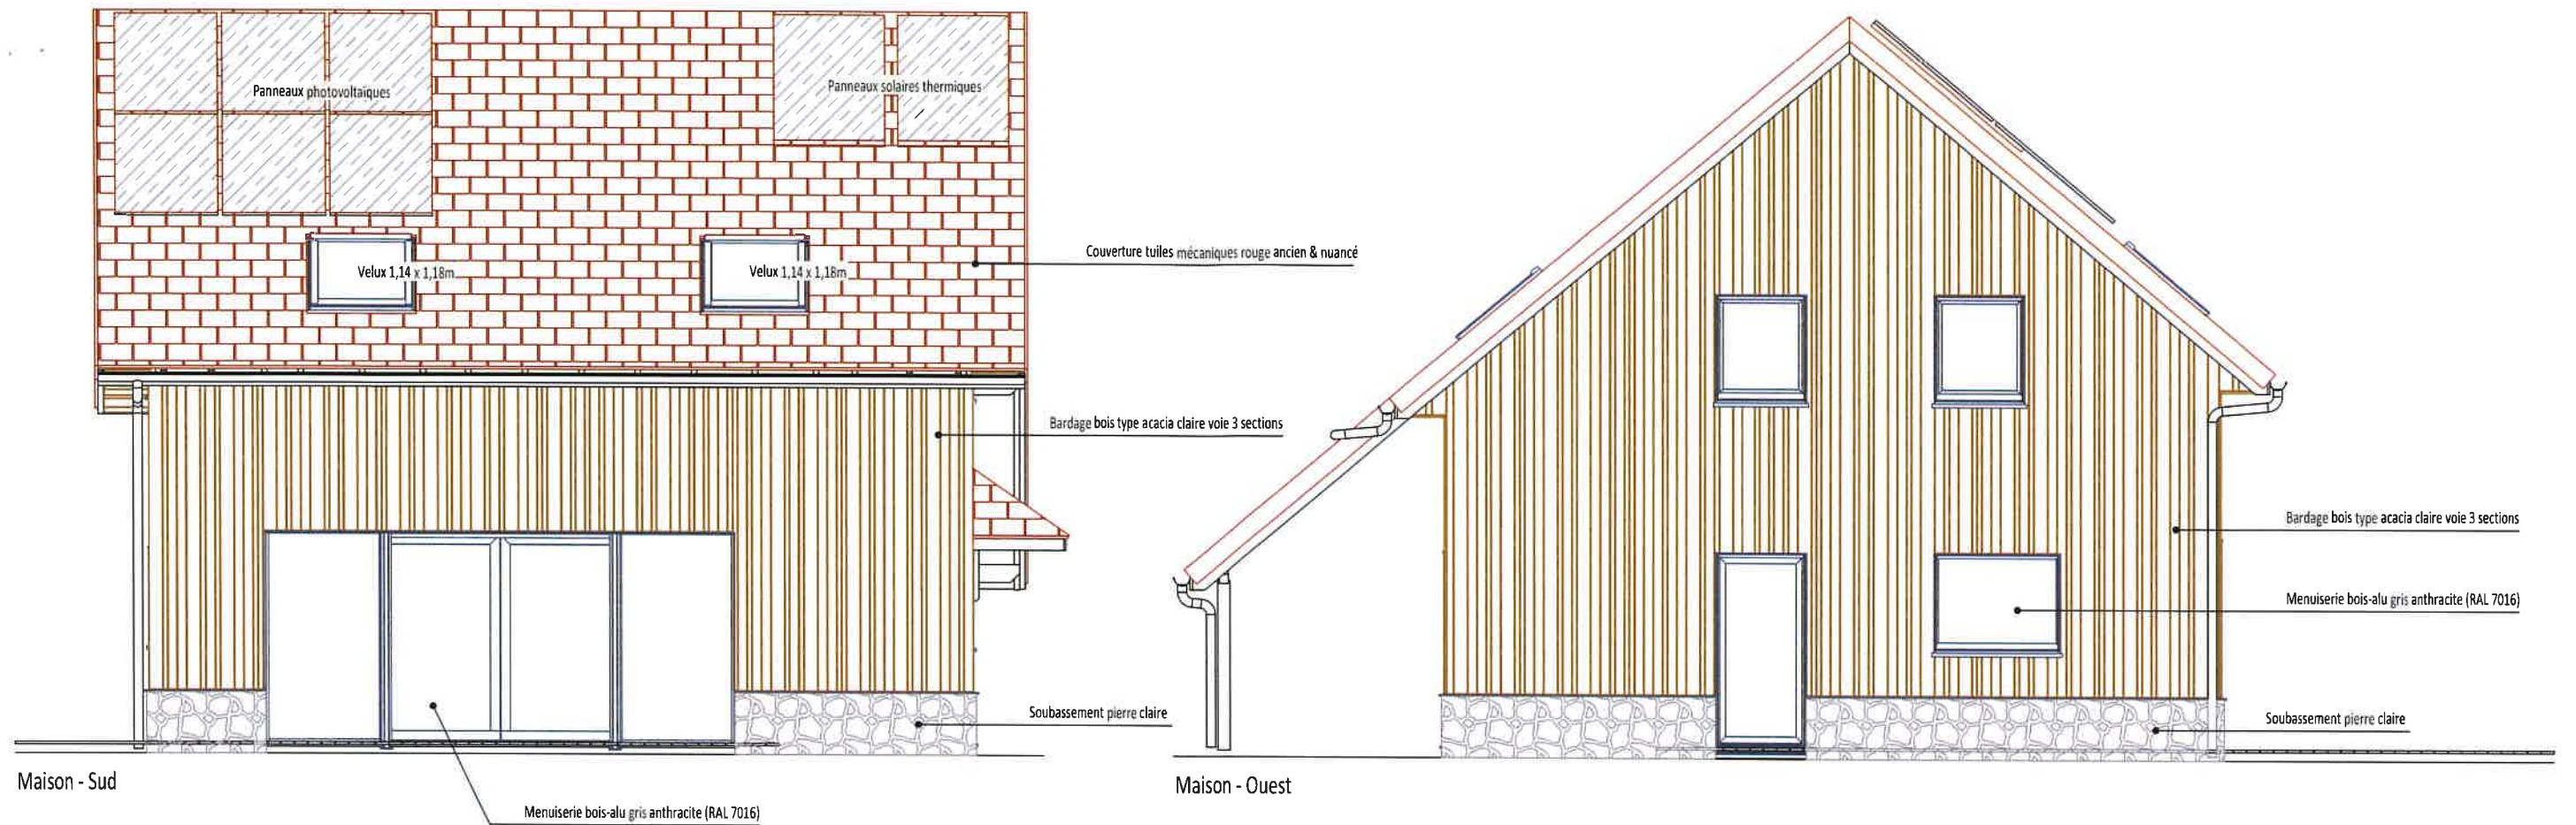 Panneaux photovoltaïques
Panneaux solaires thermiques
Velux 1,14 x 1,18m
Velux 1,14 x 1,18m
Couverture tuiles mécaniques rouge ancien & nuancé
Bardage bois type acacia claire voie 3 sections
Soubassement pierre claire
Maison - Sud
Menuiserie bois-alu gris anthracite (RAL 7016)
Bardage bois type acacia claire voie 3 sections
Menuiserie bois-alu gris anthracite (RAL 7016)
Soubassement pierre claire
Maison - Ouest